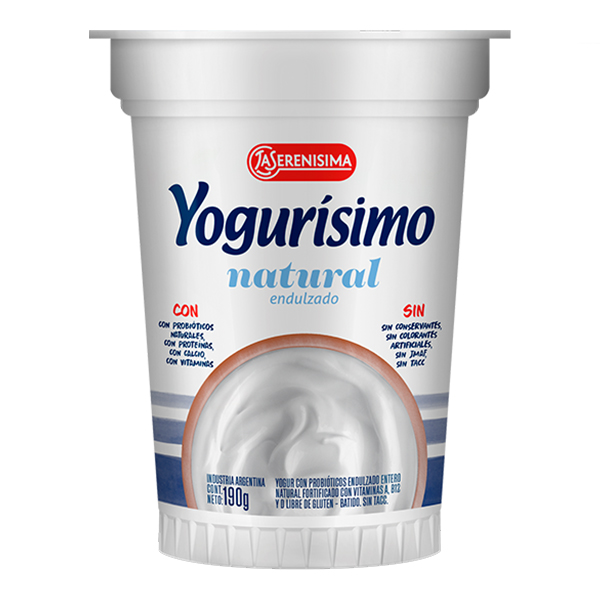 LASERENISIMA
Yogurísimo
natural
endulzado
CON
CON PROBIÓTICOS
NATURALES,
CON PROTEÍNAS,
CON CALCIO,
CON VITAMINAS
SIN
SIN CONSERVANTES,
SIN COLORANTES
ARTIFICIALES,
SIN JMAF,
SIN TACC
INDUSTRIA ARGENTINA
CONT.
NETO: 190g
YOGUR CON PROBIÓTICOS ENDULZADO ENTERO
NATURAL FORTIFICADO CON VITAMINAS A, B12
Y D LIBRE DE GLUTEN - BATIDO. SIN TACC.